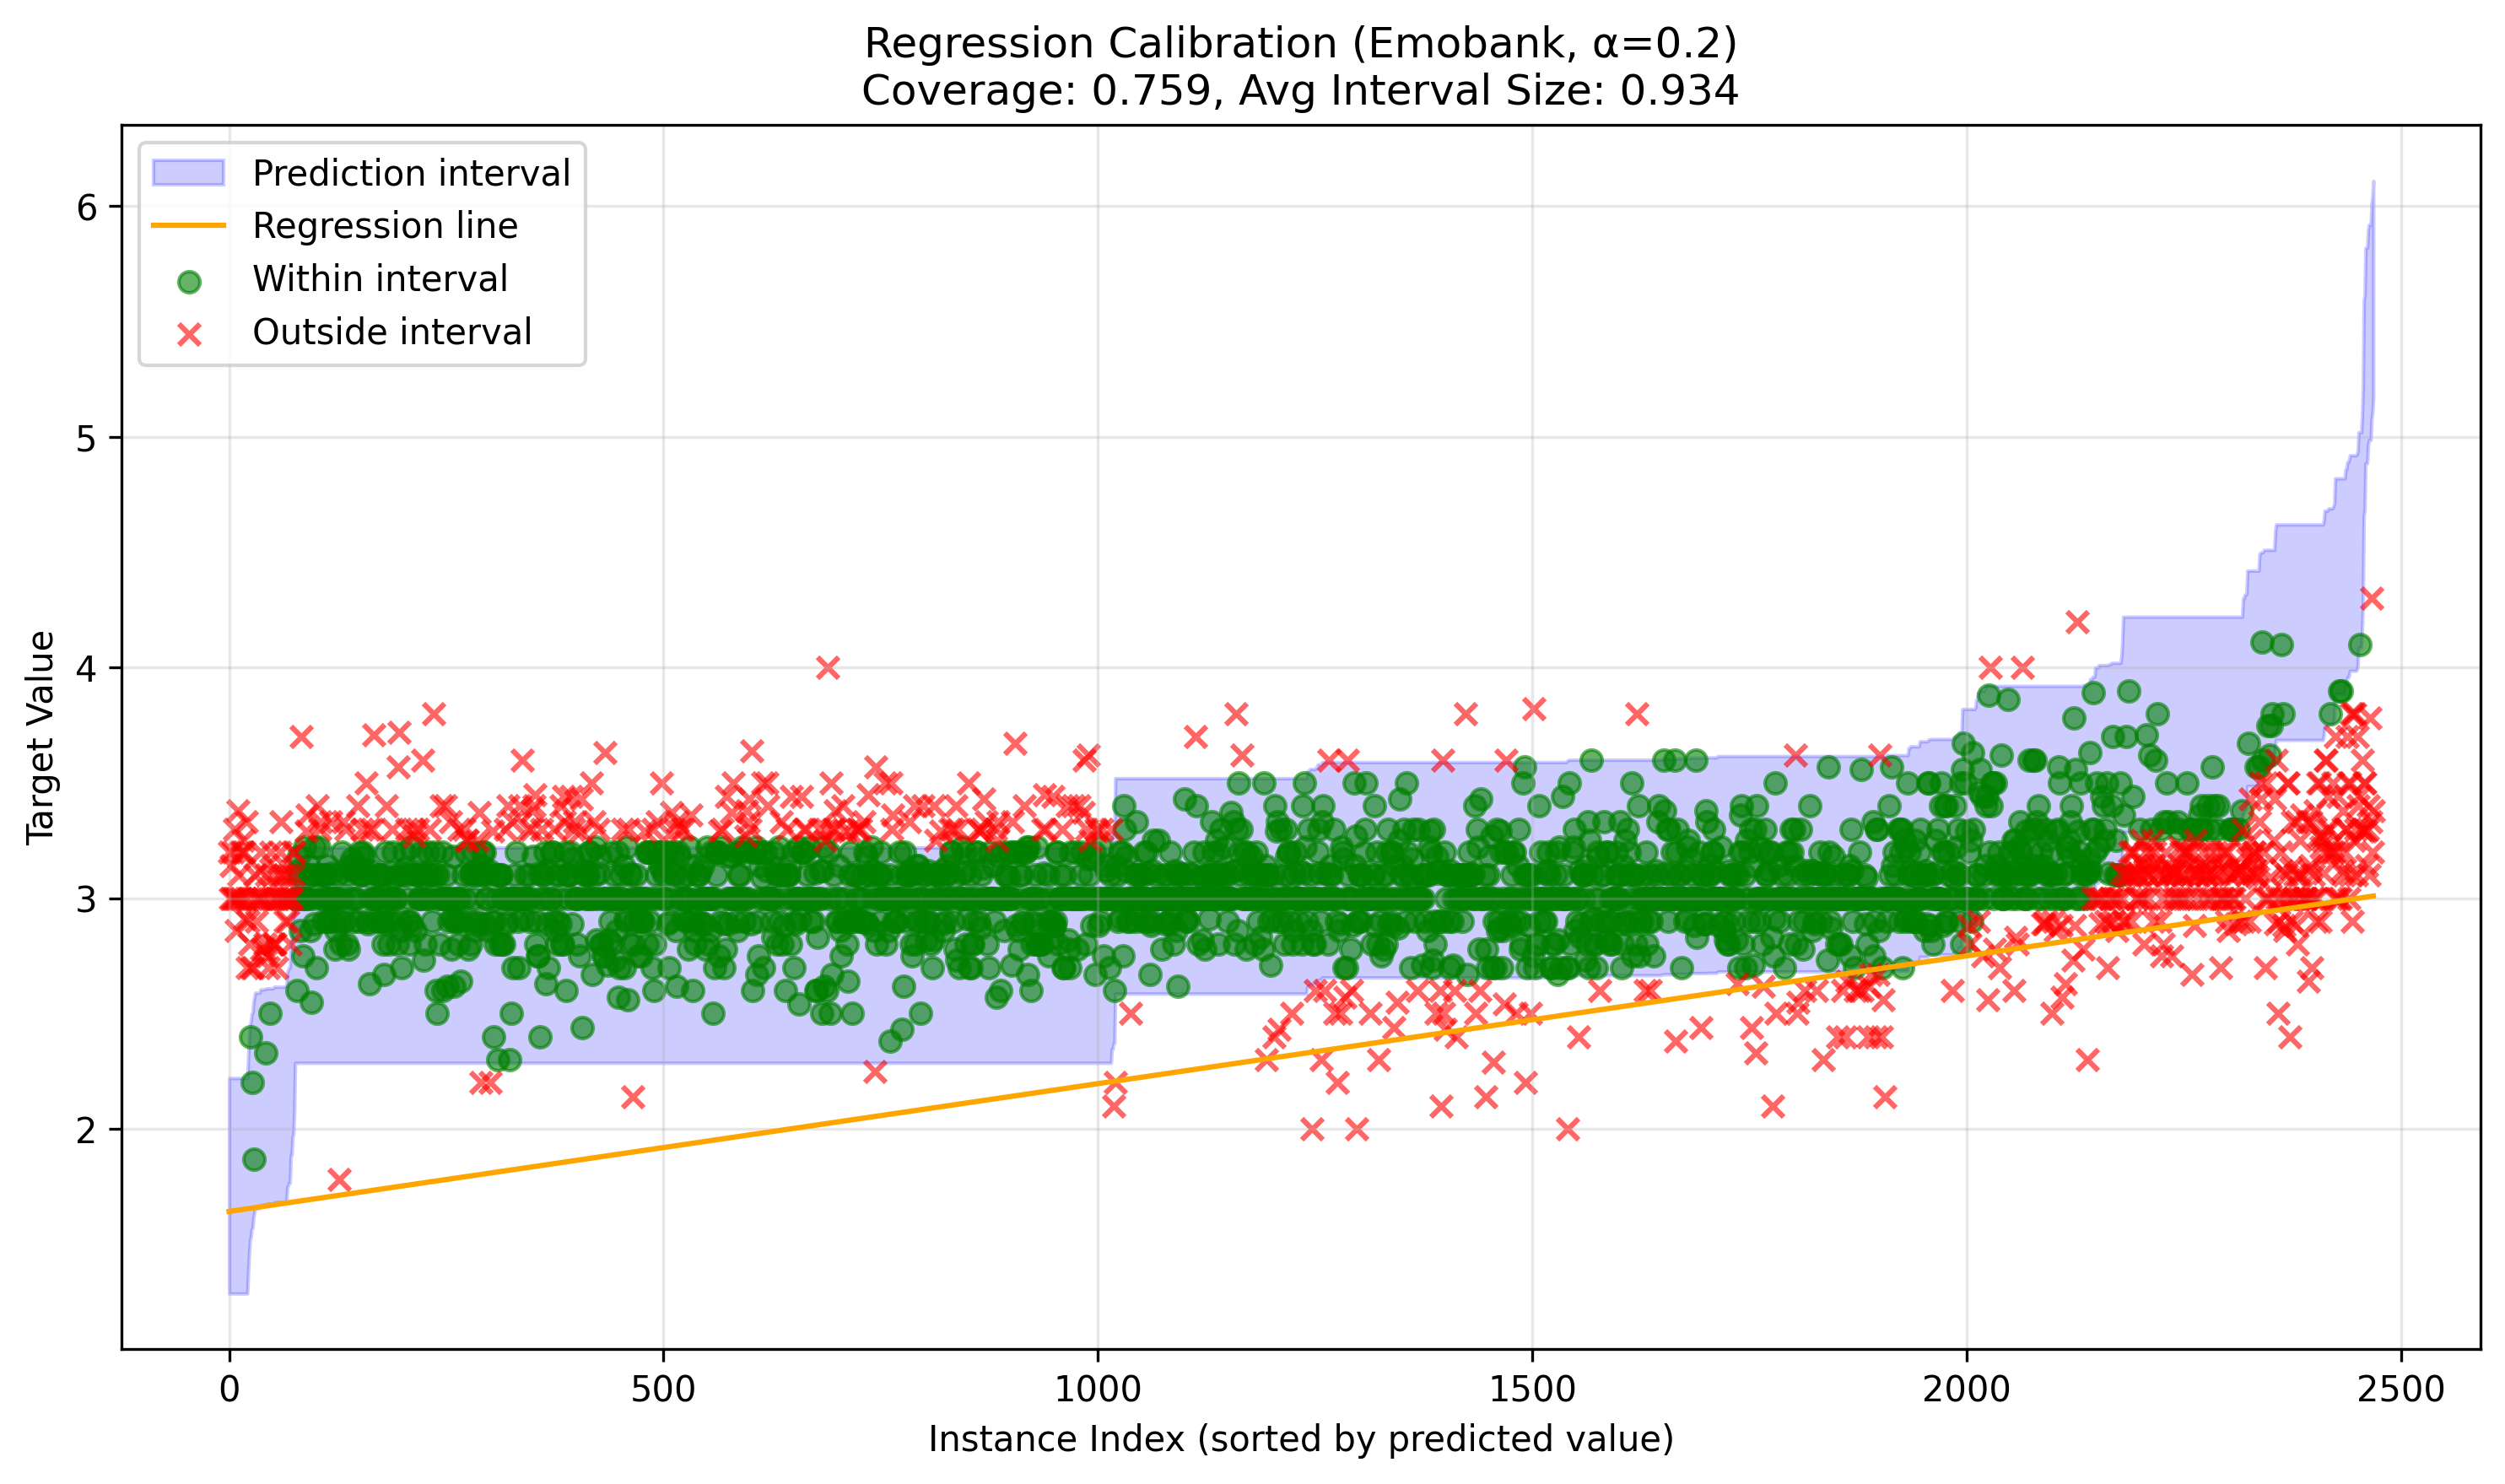 Regression Calibration (Emobank, α=0.2)
Coverage: 0.759, Avg Interval Size: 0.934
Prediction interval
Regression line
Within interval
Outside interval
Target Value
6
5
4
3
2
0
500
1000
1500
2000
2500
Instance Index (sorted by predicted value)